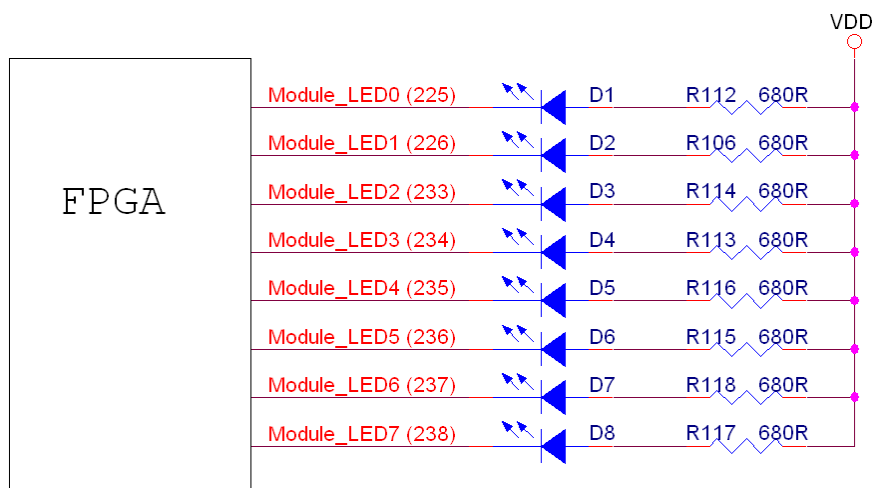 VDD
Module_LED0 (225) D1 R112 680R
Module_LED1 (226) D2 R106 680R
FPGA Module_LED2 (233) D3 R114 680R
Module_LED3 (234) D4 R113 680R
Module_LED4 (235) D5 R116 680R
Module_LED5 (236) D6 R115 680R
Module_LED6 (237) D7 R118 680R
Module_LED7 (238) D8 R117 680R